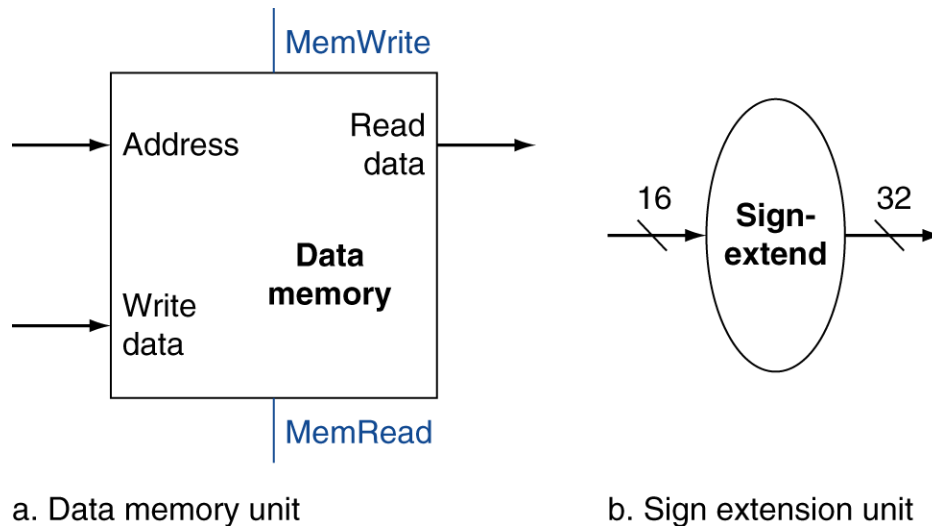 MemWrite
Address
Read
data
Data
memory
Write
data
MemRead
a. Data memory unit
16
Sign-
extend
32
b. Sign extension unit